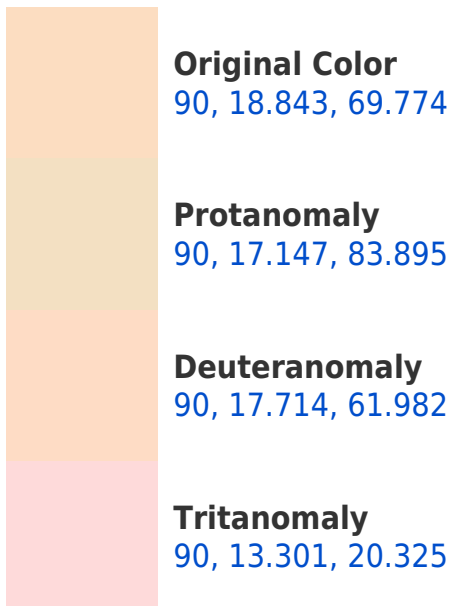 Original Color
90, 18.843, 69.774
Protanomaly
90, 17.147, 83.895
Deuteranomaly
90, 17.714, 61.982
Tritanomaly
90, 13.301, 20.325